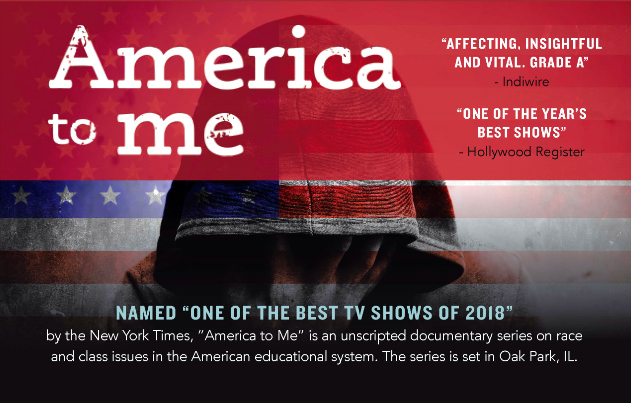 America
to me
“AFFECTING, INSIGHTFUL
AND VITAL. GRADE A”
- Indiwire
“ONE OF THE YEAR’S
BEST SHOWS”
- Hollywood Register
NAMED “ONE OF THE BEST TV SHOWS OF 2018”
by the New York Times, “America to Me” is an unscripted documentary series on race
and class issues in the American educational system. The series is set in Oak Park, IL.